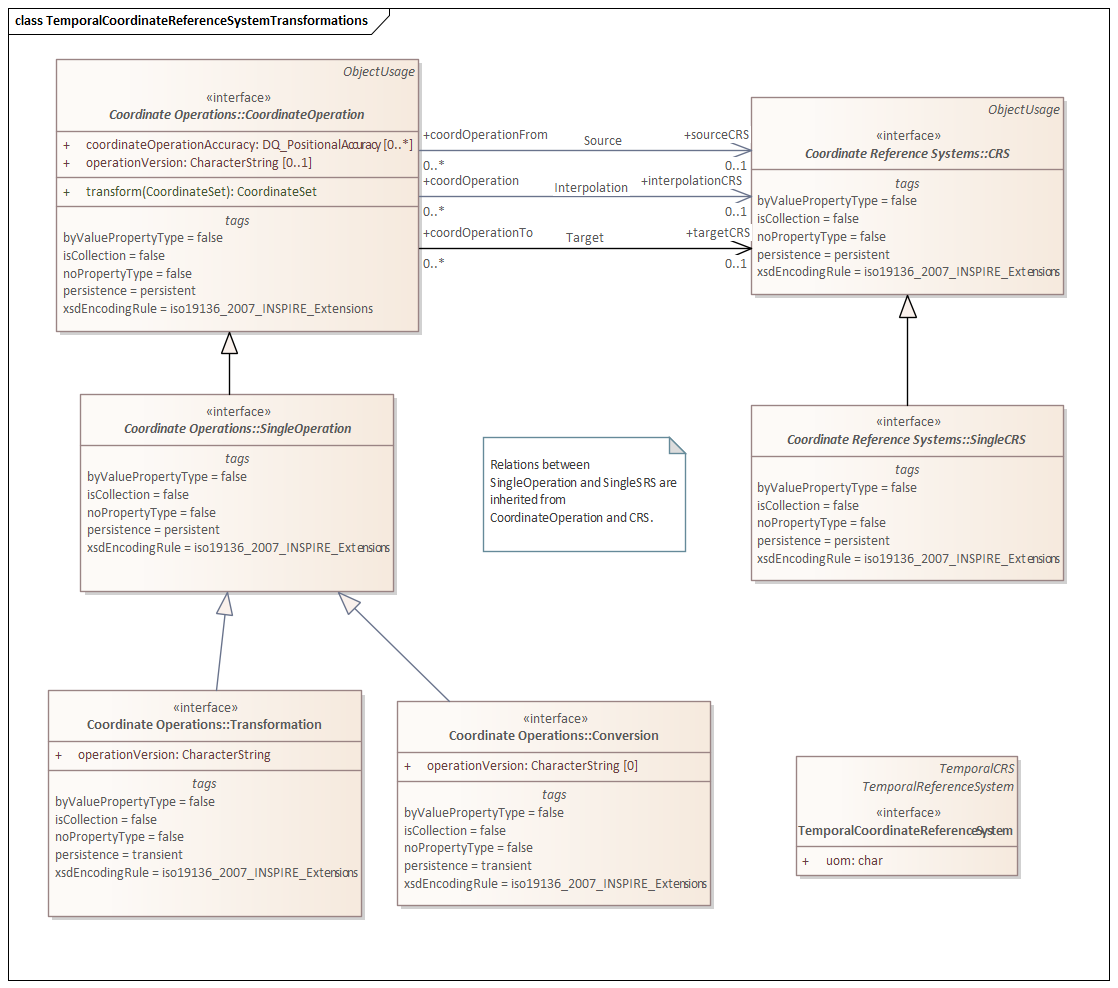 class TemporalCoordinateReferenceSystemTransformations
ObjectUsage
«interface»
Coordinate Operations::CoordinateOperation
+ coordinateOperationAccuracy: DQ_PositionalAccuracy [0..*]
+ operationVersion: CharacterString [0..1]
+ transform(CoordinateSet): CoordinateSet
tags
byValuePropertyType = false
isCollection = false
noPropertyType = false
persistence = persistent
xsdEncodingRule = iso19136_2007_INSPIRE_Extensions
+coordOperationFrom Source +sourceCRS
0..* 0..1
+coordOperation Interpolation +interpolationCRS
0..* 0..1
+coordOperationTo Target +targetCRS
0..* 0..1
ObjectUsage
«interface»
Coordinate Reference Systems::CRS
tags
byValuePropertyType = false
isCollection = false
noPropertyType = false
persistence = persistent
xsdEncodingRule = iso19136_2007_INSPIRE_Extensions
«interface»
Coordinate Operations::SingleOperation
tags
byValuePropertyType = false
isCollection = false
noPropertyType = false
persistence = persistent
xsdEncodingRule = iso19136_2007_INSPIRE_Extensions
Relations between
SingleOperation and SingleSRS are
inherited from
CoordinateOperation and CRS.
«interface»
Coordinate Reference Systems::SingleCRS
tags
byValuePropertyType = false
isCollection = false
noPropertyType = false
persistence = persistent
xsdEncodingRule = iso19136_2007_INSPIRE_Extensions
«interface»
Coordinate Operations::Transformation
+ operationVersion: CharacterString
tags
byValuePropertyType = false
isCollection = false
noPropertyType = false
persistence = transient
xsdEncodingRule = iso19136_2007_INSPIRE_Extensions
«interface»
Coordinate Operations::Conversion
+ operationVersion: CharacterString [0]
tags
byValuePropertyType = false
isCollection = false
noPropertyType = false
persistence = transient
xsdEncodingRule = iso19136_2007_INSPIRE_Extensions
TemporalCRS
TemporalReferenceSystem
«interface»
TemporalCoordinateReferenceSystem
+ uom: char